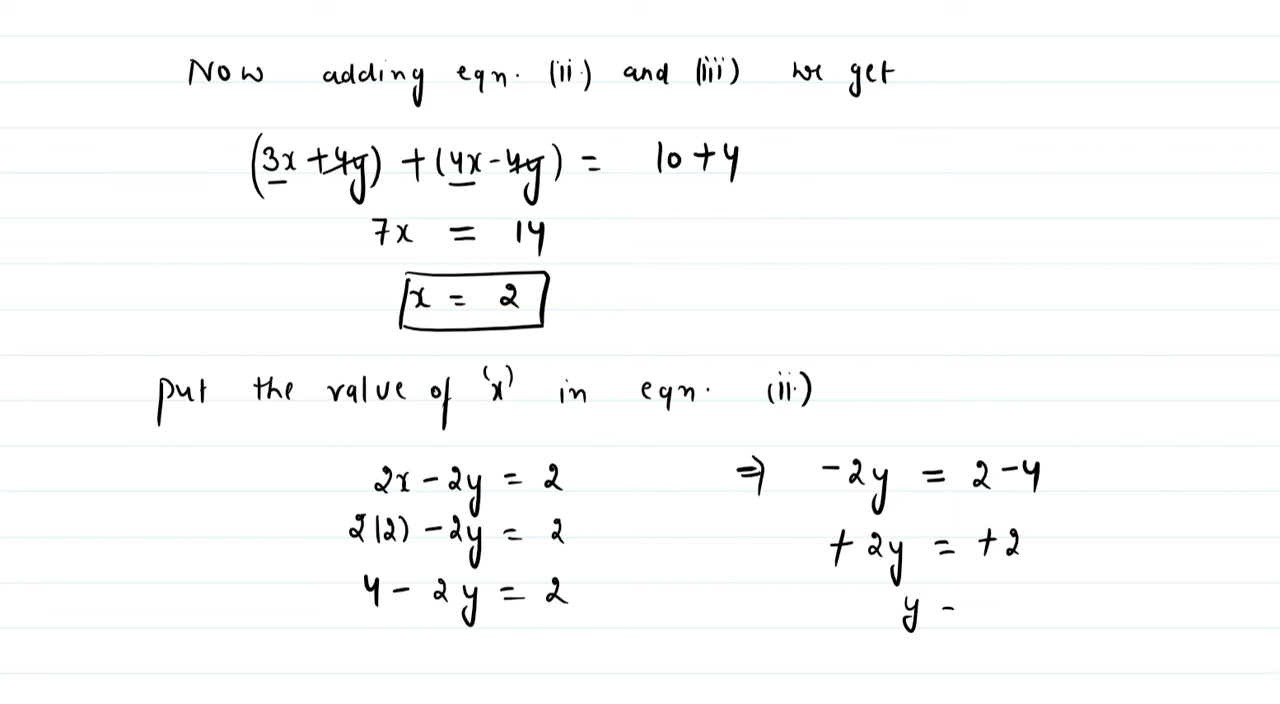 Now adding eqn. (ii) and (iii) we get
(3x + 4y) + (4x - 4y) = 10 + 4
7x = 14
x = 2
put the value of 'x' in eqn. (ii)
2x - 2y = 2
2(2) - 2y = 2
4 - 2y = 2
⇒ -2y = 2 - 4
+ 2y = +2
y -